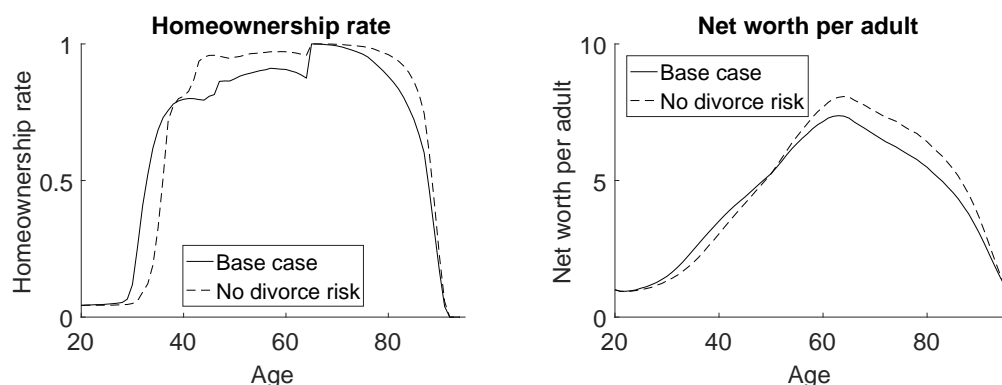 Homeownership rate
1
0.5
0
Homeownership rate
20
40
60
80
Age
Base case
No divorce risk
Net worth per adult
10
5
0
Net worth per adult
20
40
60
80
Age
Base case
No divorce risk